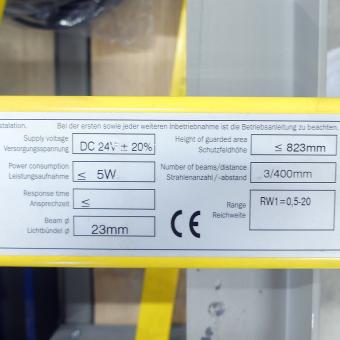 stalation. Bei der ersten sowie jeder weiteren Inbetriebnahme ist die Betriebsanleitung zu beachten.
Supply voltage
Versorgungsspannung
DC 24V ± 20%
Height of guarded area
Schutzfeldhöhe
≤ 823mm
Power consumption
Leistungsaufnahme
≤ 5W
Number of beams/distance
Strahlenanzahl/-abstand
3/400mm
Response time
Ansprechzeit
≤
Beam ø
Lichtbündel ø
23mm
CE
Range
Reichweite
RW1=0,5-20